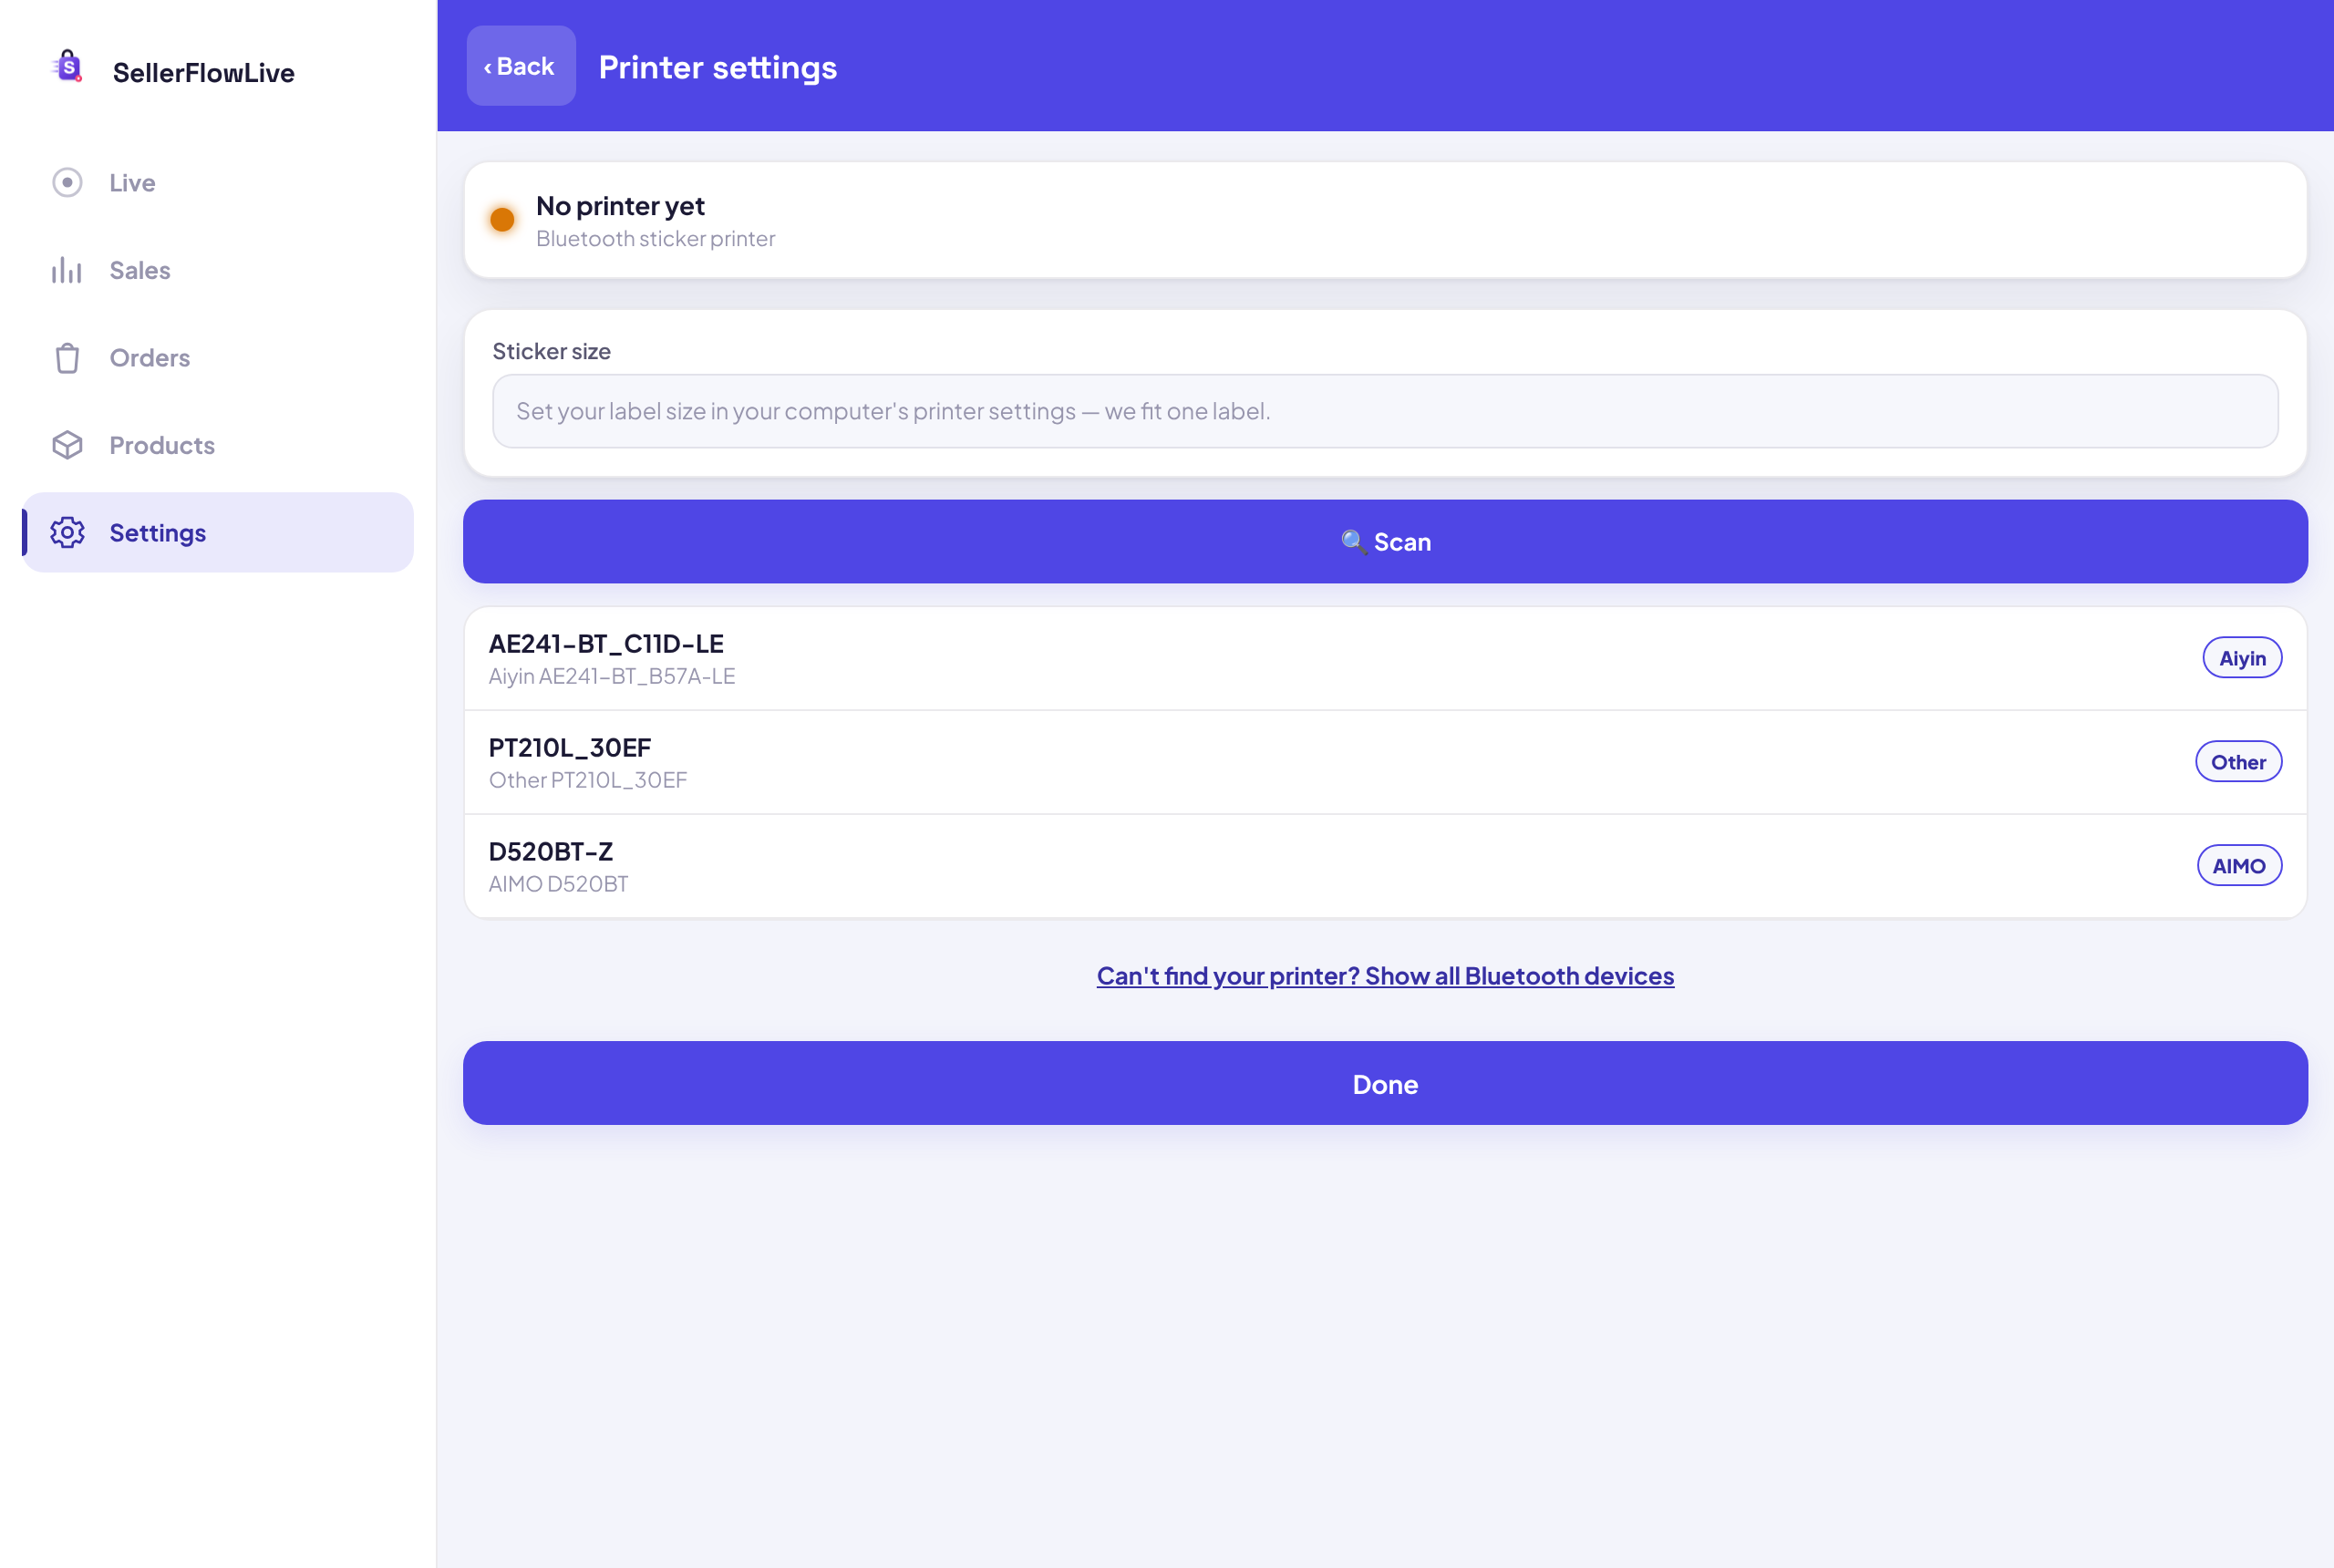 SellerFlowLive
Live
Sales
Orders
Products
Settings
‹ Back
Printer settings
No printer yet
Bluetooth sticker printer
Sticker size
Set your label size in your computer's printer settings — we fit one label.
🔍 Scan
AE241-BT_C11D-LE
Aiyin AE241-BT_B57A-LE
Aiyin
PT210L_30EF
Other PT210L_30EF
Other
D520BT-Z
AIMO D520BT
AIMO
Can't find your printer? Show all Bluetooth devices
Done